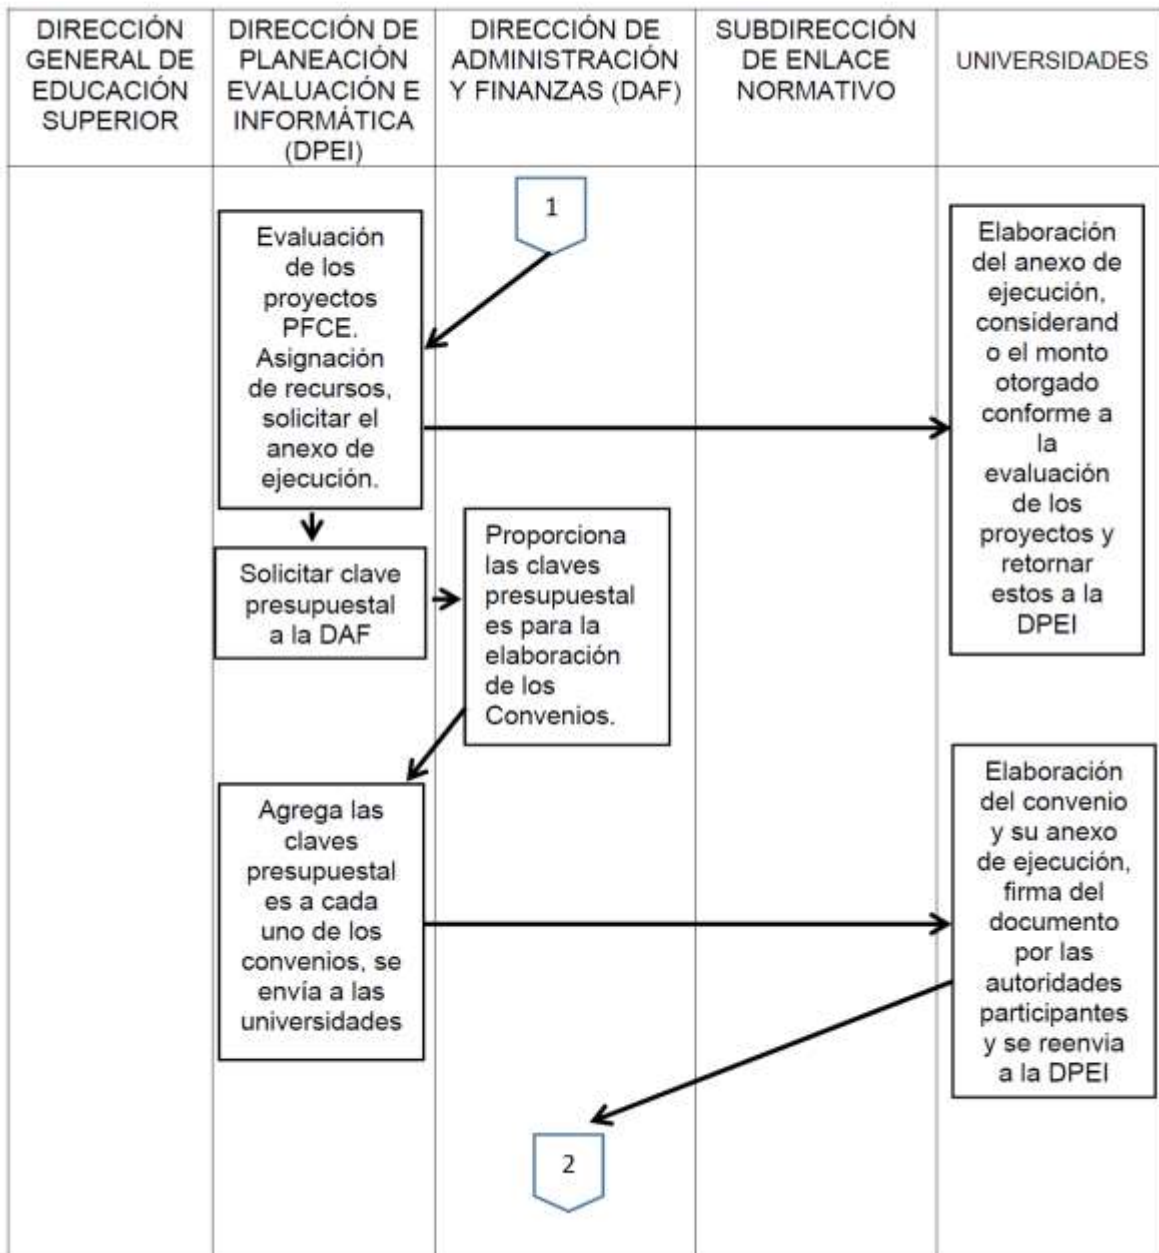 DIRECCIÓN
GENERAL DE
EDUCACIÓN
SUPERIOR
DIRECCIÓN DE
PLANEACIÓN
EVALUACIÓN E
INFORMÁTICA
(DPEI)
DIRECCIÓN DE
ADMINISTRACIÓN
Y FINANZAS (DAF)
SUBDIRECCIÓN
DE ENLACE
NORMATIVO
UNIVERSIDADES
1
Evaluación
de los
proyectos
PFCE.
Asignación
de recursos,
solicitar el
anexo de
ejecución.
Elaboración
del anexo de
ejecución,
considerand
o el monto
otorgado
conforme a
la
evaluación
de los
proyectos y
retornar
estos a la
DPEI
Solicitar clave
presupuestal
a la DAF
Proporciona
las claves
presupuestal
es para la
elaboración
de los
Convenios.
Agrega las
claves
presupuestal
es a cada
uno de los
convenios, se
envía a las
universidades
Elaboración
del convenio
y su anexo
de ejecución,
firma del
documento
por las
autoridades
participantes
y se reenvia
a la DPEI
2